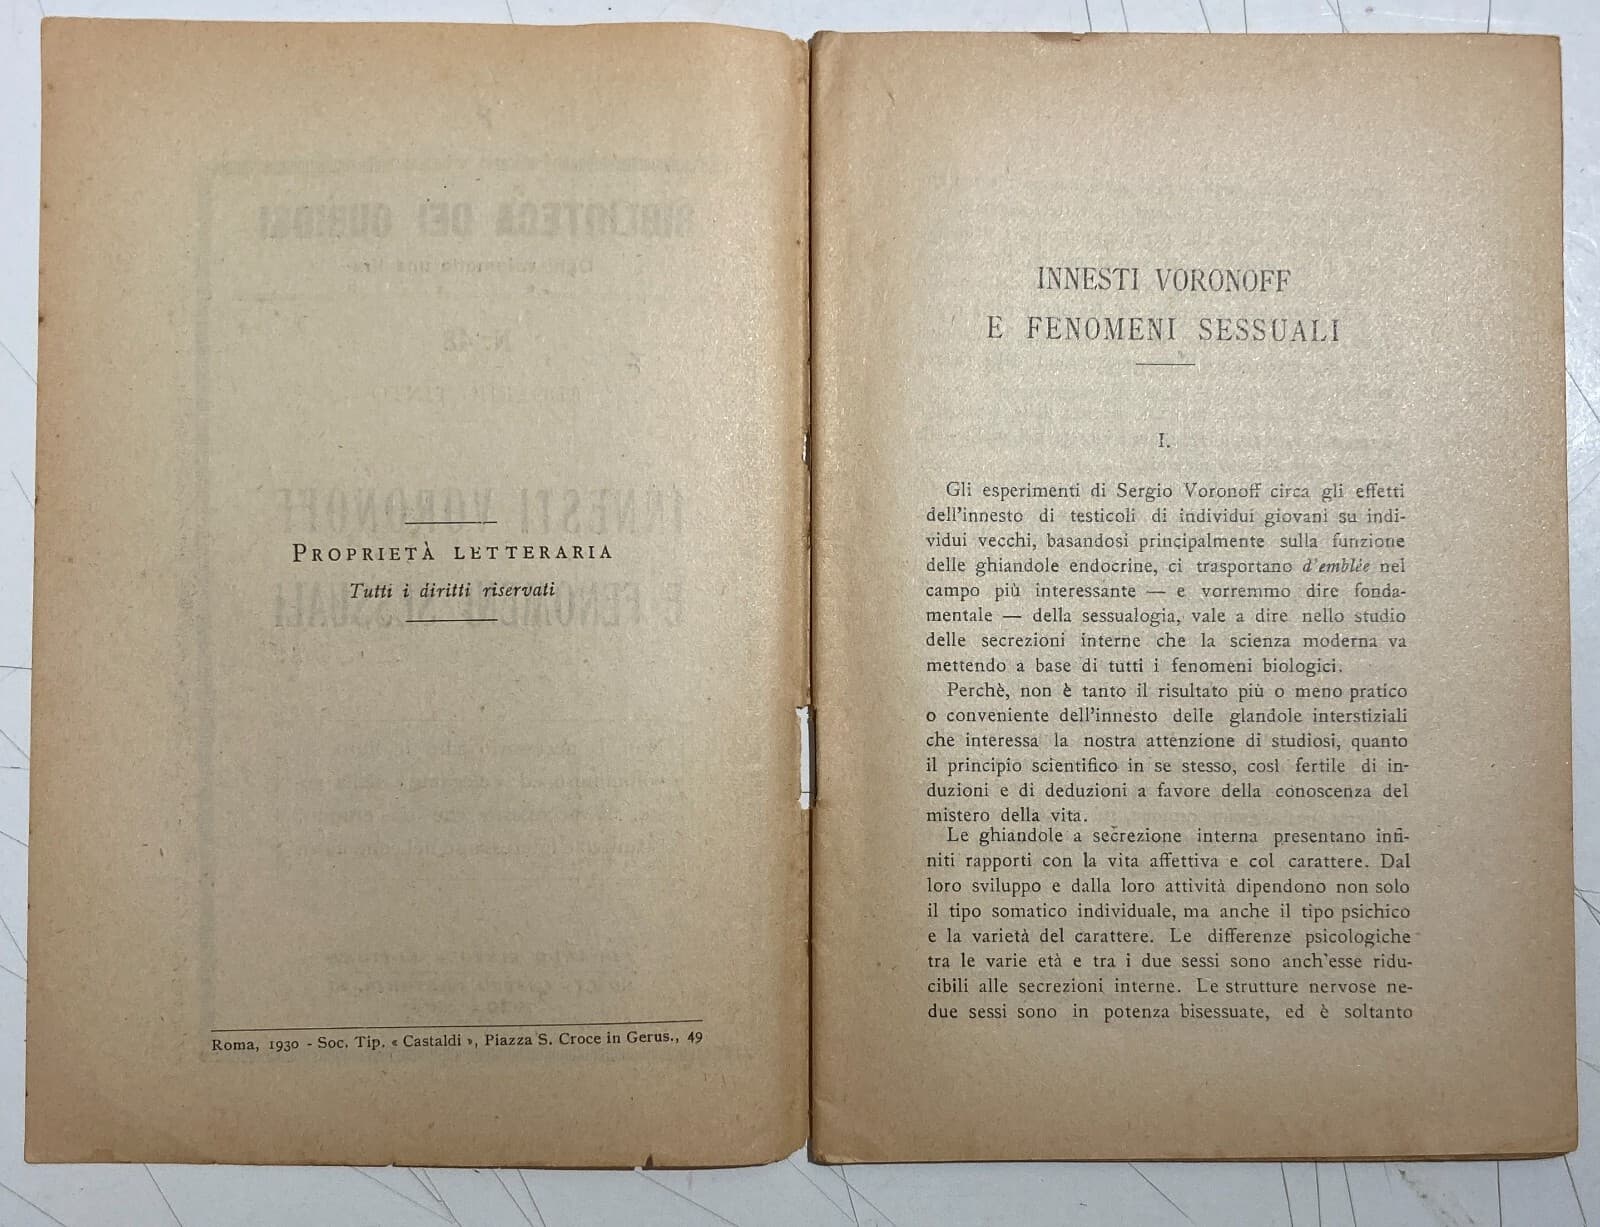 PROPRIETÀ LETTERARIA
Tutti i diritti riservati
Roma, 1930 - Soc. Tip. « Castaldi », Piazza S. Croce in Gerus., 49
INNESTI VORONOFF
E FENOMENI SESSUALI
I.
Gli esperimenti di Sergio Voronoff circa gli effetti
dell'innesto di testicoli di individui giovani su indi-
vidui vecchi, basandosi principalmente sulla funzione
delle ghiandole endocrine, ci trasportano d'emblée nel
campo più interessante — e vorremmo dire fonda-
mentale — della sessualogia, vale a dire nello studio
delle secrezioni interne che la scienza moderna va
mettendo a base di tutti i fenomeni biologici.
Perchè, non è tanto il risultato più o meno pratico
o conveniente dell'innesto delle glandole interstiziali
che interessa la nostra attenzione di studiosi, quanto
il principio scientifico in se stesso, così fertile di in-
duzioni e di deduzioni a favore della conoscenza del
mistero della vita.
Le ghiandole a secrezione interna presentano infi-
niti rapporti con la vita affettiva e col carattere. Dal
loro sviluppo e dalla loro attività dipendono non solo
il tipo somatico individuale, ma anche il tipo psichico
e la varietà del carattere. Le differenze psicologiche
tra le varie età e tra i due sessi sono anch'esse ridu-
cibili alle secrezioni interne. Le strutture nervose ne-
due sessi sono in potenza bisessuate, ed è soltanto